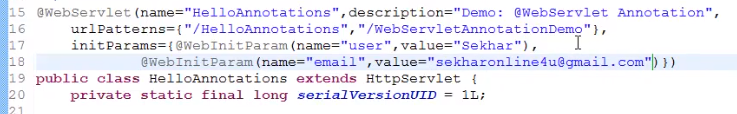 15 @WebServlet(name="HelloAnnotations",description="Demo: @WebServlet Annotation",
16 urlPatterns={"/HelloAnnotations","/WebServletAnnotationDemo"},
17 initParams={@WebInitParam(name="user",value="Sekhar"),
18 @WebInitParam(name="email",value="sekharonline4u@gmail.com")})
19 public class HelloAnnotations extends HttpServlet {
20 private static final long serialVersionUID = 1L;
21